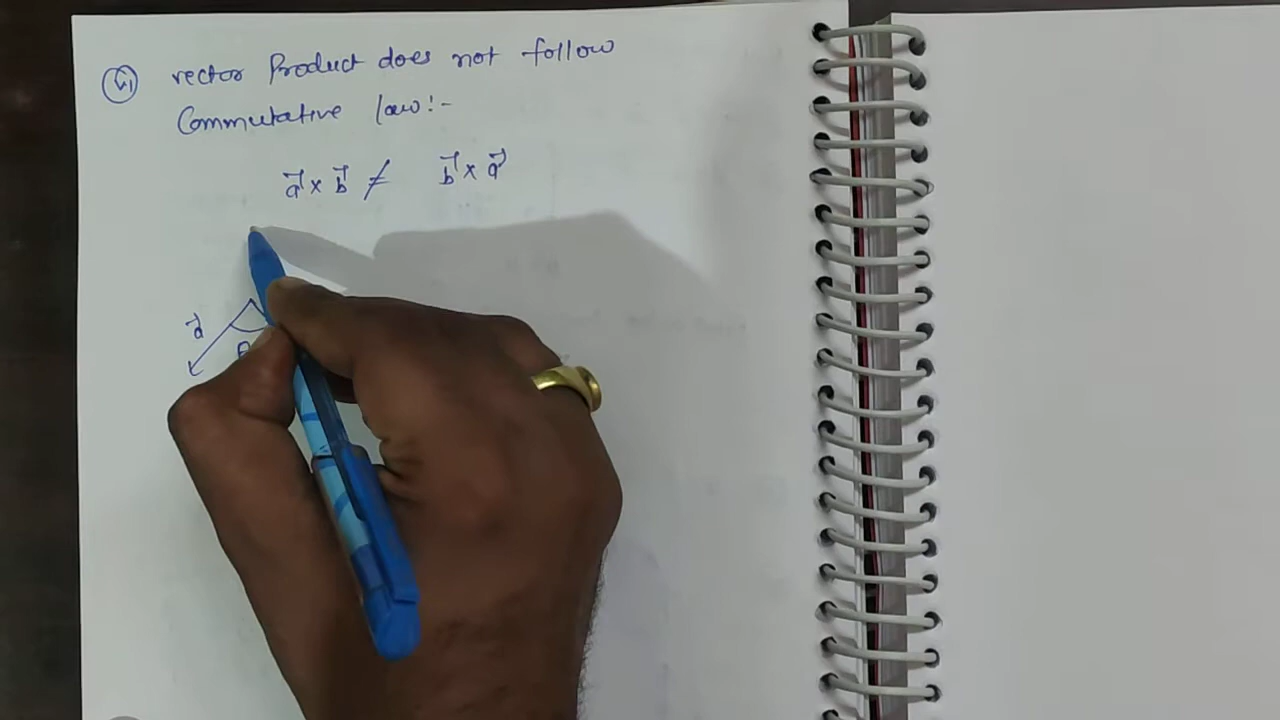 (vi) vector Product does not follow
Commutative law:-
a⃗ × b⃗ ≠ b⃗ × a⃗
a⃗
θ